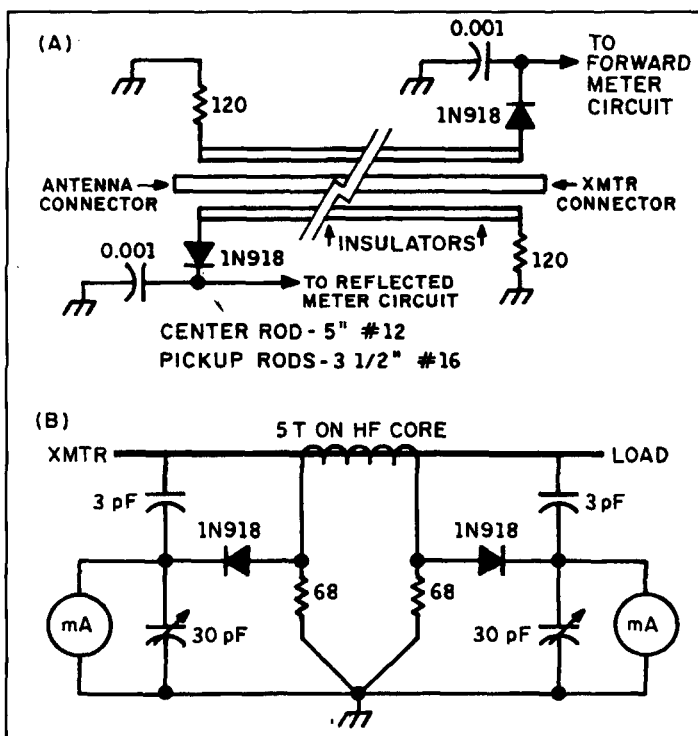 (A)
0.001
TO
FORWARD
METER
CIRCUIT
120
1N918
ANTENNA
CONNECTOR
XMTR
CONNECTOR
INSULATORS
0.001
1N918
120
TO REFLECTED
METER CIRCUIT
CENTER ROD - 5" #12
PICKUP RODS - 3 1/2" #16
(B)
5 T ON HF CORE
XMTR
LOAD
3 pF
3 pF
1N918
1N918
68
68
mA
30 pF
30 pF
mA